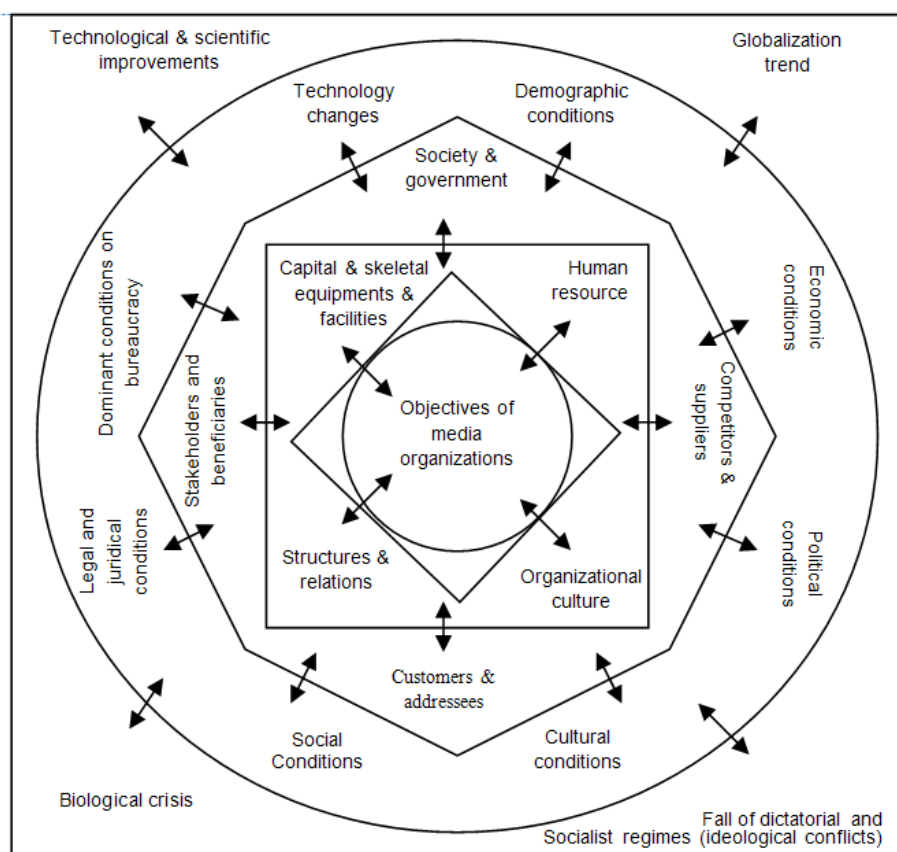 Technological & scientific
improvements
Globalization
trend
Technology
changes
Demographic
conditions
Society &
government
Dominant conditions on
bureaucracy
Economic
conditions
Capital & skeletal
equipments &
facilities
Human
resource
Stakeholders and
beneficiaries
Competitors &
suppliers
Objectives of
media
organizations
Legal and
juridical
conditions
Political
conditions
Structures &
relations
Organizational
culture
Customers &
addressees
Social
Conditions
Cultural
conditions
Biological crisis
Fall of dictatorial and
Socialist regimes (ideological conflicts)